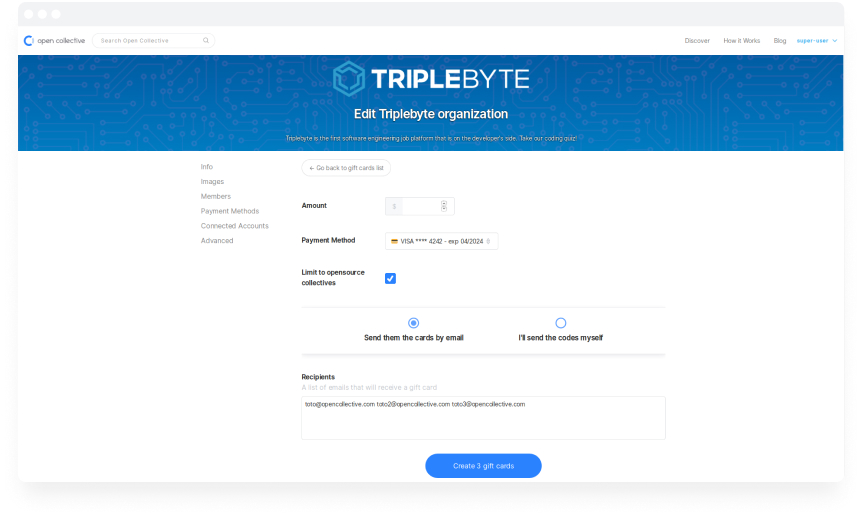 open collective
Search Open Collective
Discover How it Works Blog super-user
TRIPLEBYTE
Edit Triplebyte organization
Triplebyte is the first software engineering job platform that is on the developer's side. Take our coding quiz!
Info
Images
Members
Payment Methods
Connected Accounts
Advanced
← Go back to gift cards list
Amount
$
Payment Method
VISA **** 4242 - exp 04/2024
Limit to opensource
collectives
Send them the cards by email
I'll send the codes myself
Recipients
A list of emails that will receive a gift card
toto@opencollective.com toto2@opencollective.com toto3@opencollective.com
Create 3 gift cards